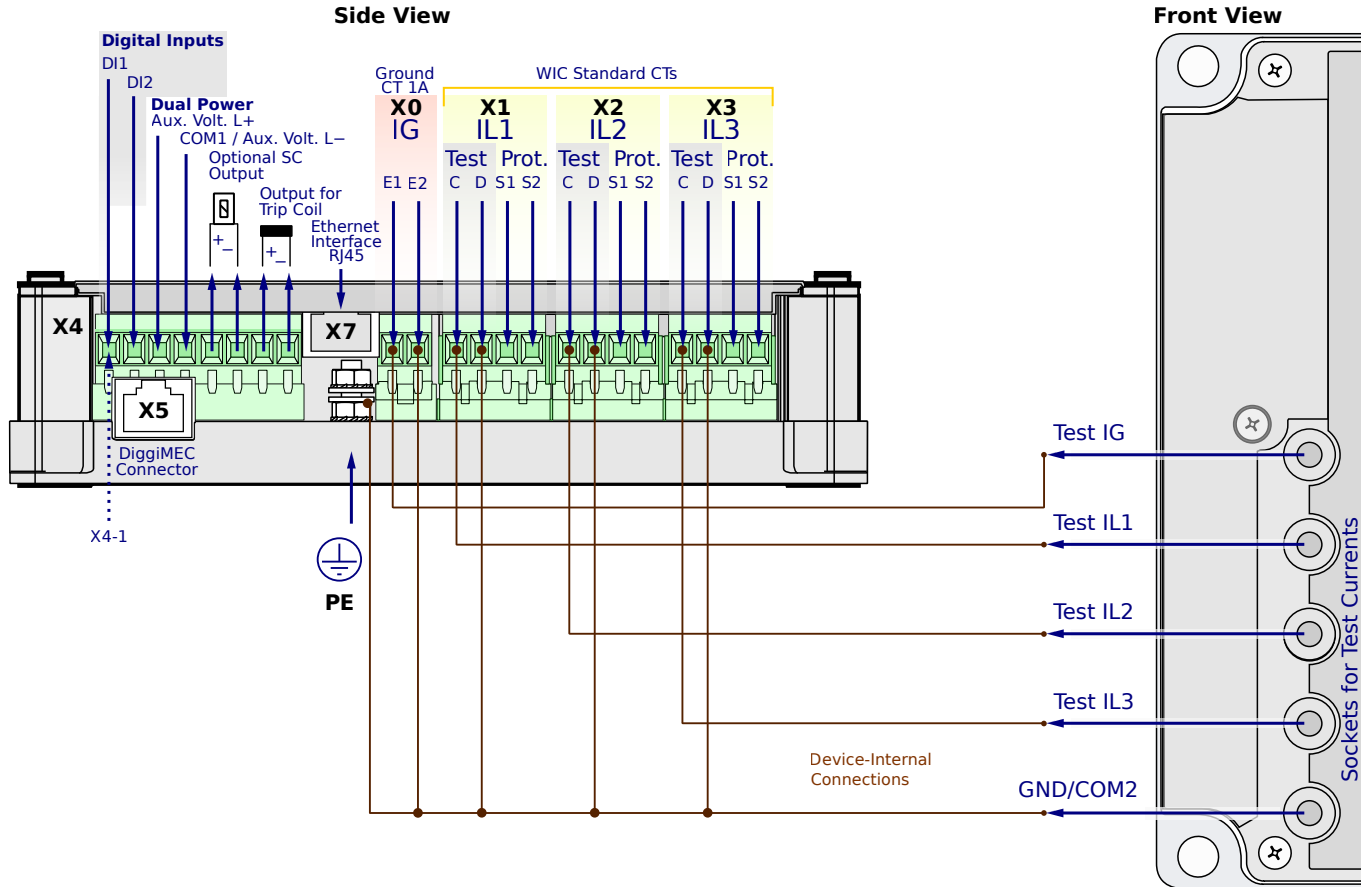 Side View
Front View
Digital Inputs
DI1
DI2
Dual Power
Aux. Volt. L+
COM1 / Aux. Volt. L−
Optional SC
Output
Output for
Trip Coil
Ethernet
Interface
RJ45
+
−
+
−
Ground
CT 1A
X0
IG
E1 E2
WIC Standard CTs
X1
IL1
Test Prot.
C D S1 S2
X2
IL2
Test Prot.
C D S1 S2
X3
IL3
Test Prot.
C D S1 S2
X4
X7
X5
DiggiMEC
Connector
X4-1
PE
Test IG
Test IL1
Test IL2
Test IL3
GND/COM2
Device-Internal
Connections
Sockets for Test Currents